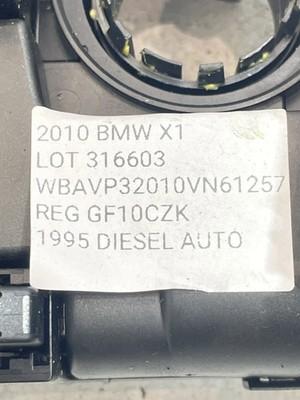 2010 BMW X1
LOT 316603
WBAVP32010VN61257
REG GF10CZK
1995 DIESEL AUTO